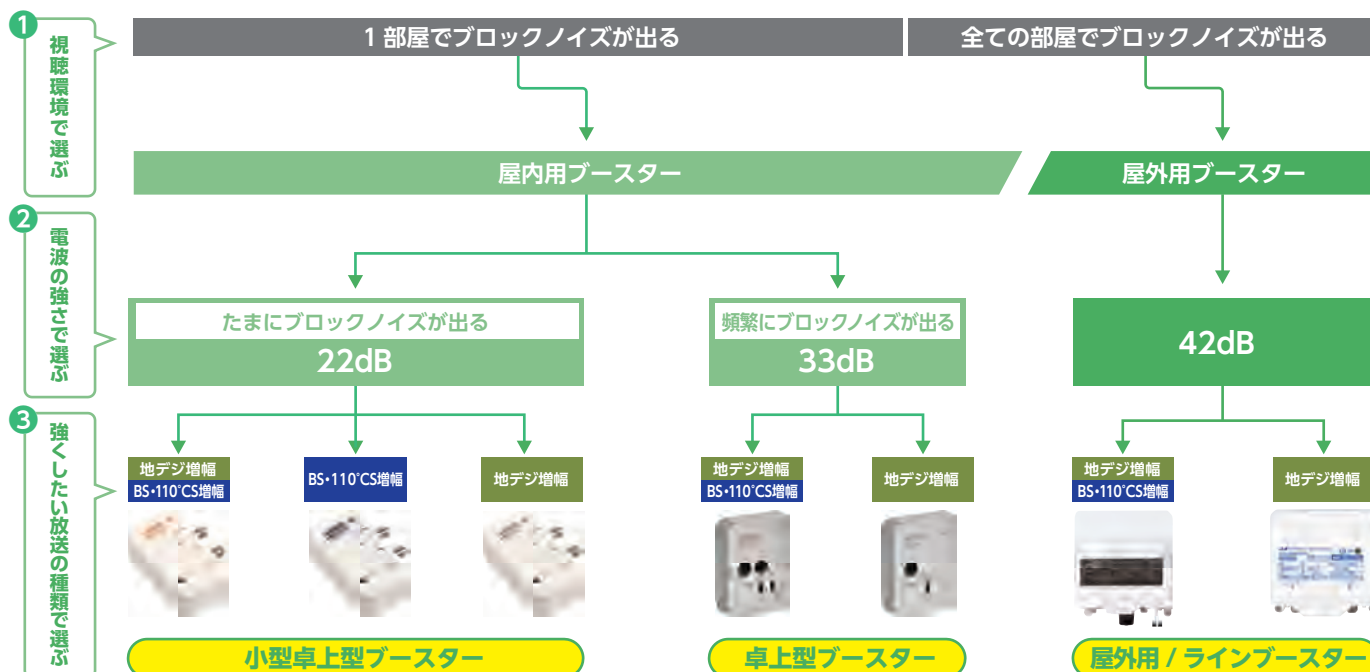 1
視聴環境で選ぶ
1部屋でブロックノイズが出る
全ての部屋でブロックノイズが出る
屋内用ブースター
屋外用ブースター
2
電波の強さで選ぶ
たまにブロックノイズが出る
22dB
頻繁にブロックノイズが出る
33dB
42dB
3
強くしたい放送の種類で選ぶ
地デジ増幅
BS・110°CS増幅
BS・110°CS増幅
地デジ増幅
地デジ増幅
BS・110°CS増幅
地デジ増幅
地デジ増幅
BS・110°CS増幅
地デジ増幅
小型卓上型ブースター
卓上型ブースター
屋外用 / ラインブースター